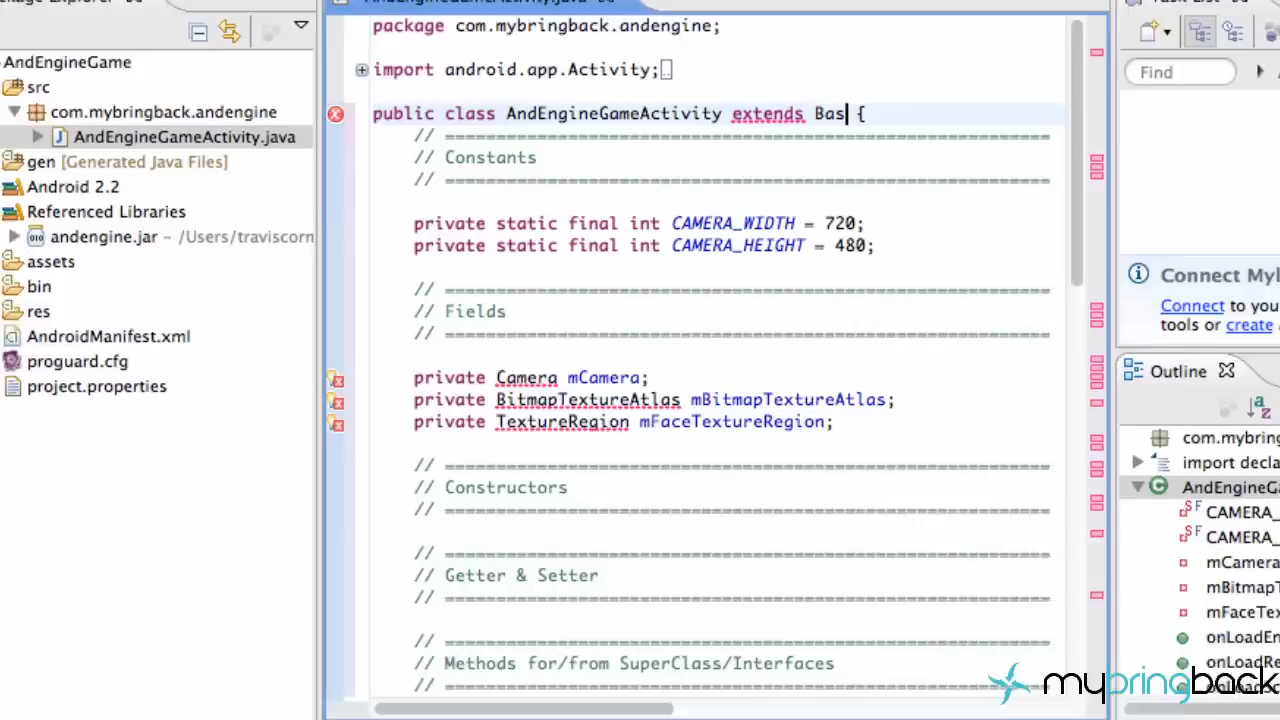 AndEngineGame
src
com.mybringback.andengine
AndEngineGameActivity.java
gen [Generated Java Files]
Android 2.2
Referenced Libraries
andengine.jar - /Users/traviscorn
assets
bin
res
AndroidManifest.xml
proguard.cfg
project.properties
package com.mybringback.andengine;
import android.app.Activity;
public class AndEngineGameActivity extends Bas {
// ===========================================================
// Constants
// ===========================================================
private static final int CAMERA_WIDTH = 720;
private static final int CAMERA_HEIGHT = 480;
// ===========================================================
// Fields
// ===========================================================
private Camera mCamera;
private BitmapTextureAtlas mBitmapTextureAtlas;
private TextureRegion mFaceTextureRegion;
// ===========================================================
// Constructors
// ===========================================================
// ===========================================================
// Getter & Setter
// ===========================================================
// ===========================================================
// Methods for/from SuperClass/Interfaces
// ===========================================================
Find
Connect Myl
Connect to you
tools or create
Outline
com.mybring
import decla
AndEngineGa
CAMERA_
CAMERA_
mCamera
mBitmapT
mFaceTex
onLoadEn
onLoadRe
mybringback